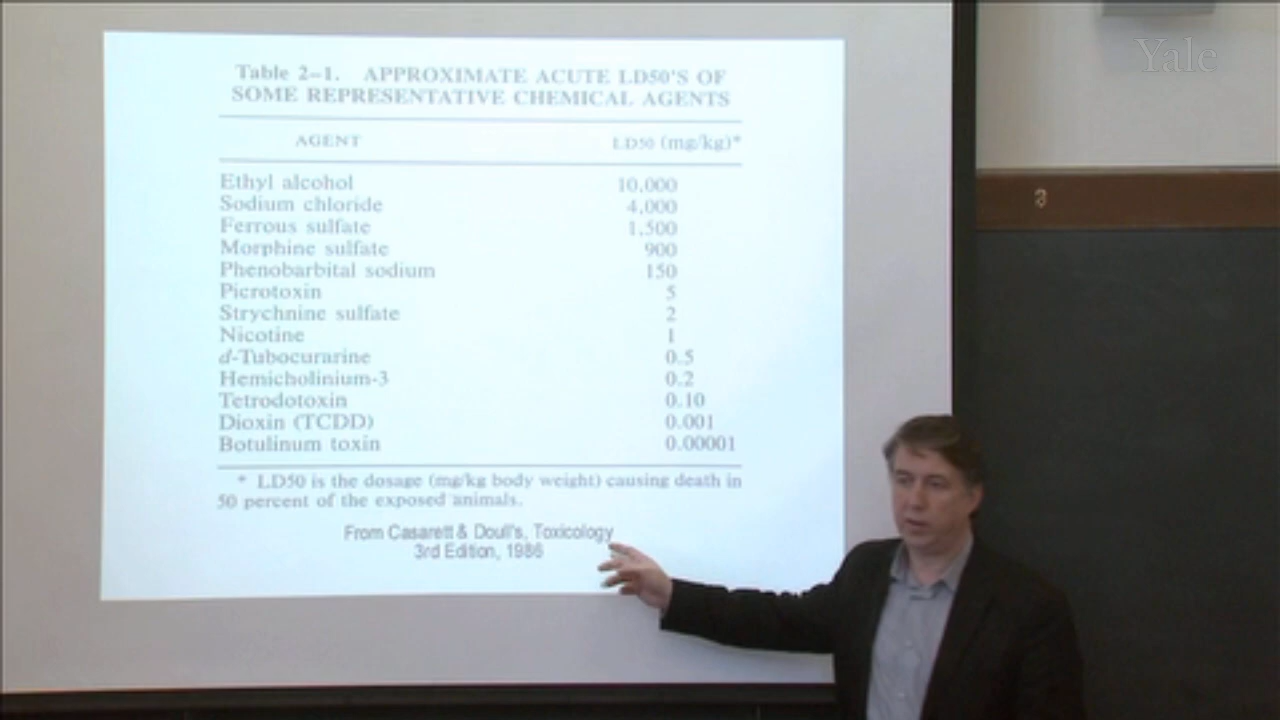 Yale
Table 2–1. APPROXIMATE ACUTE LD50'S OF
SOME REPRESENTATIVE CHEMICAL AGENTS
AGENT LD50 (mg/kg)*
Ethyl alcohol 10,000
Sodium chloride 4,000
Ferrous sulfate 1,500
Morphine sulfate 900
Phenobarbital sodium 150
Picrotoxin 5
Strychnine sulfate 2
Nicotine 1
d-Tubocurarine 0.5
Hemicholinium-3 0.2
Tetrodotoxin 0.10
Dioxin (TCDD) 0.001
Botulinum toxin 0.00001
* LD50 is the dosage (mg/kg body weight) causing death in
50 percent of the exposed animals.
From Casarett & Doull's, Toxicology
3rd Edition, 1986